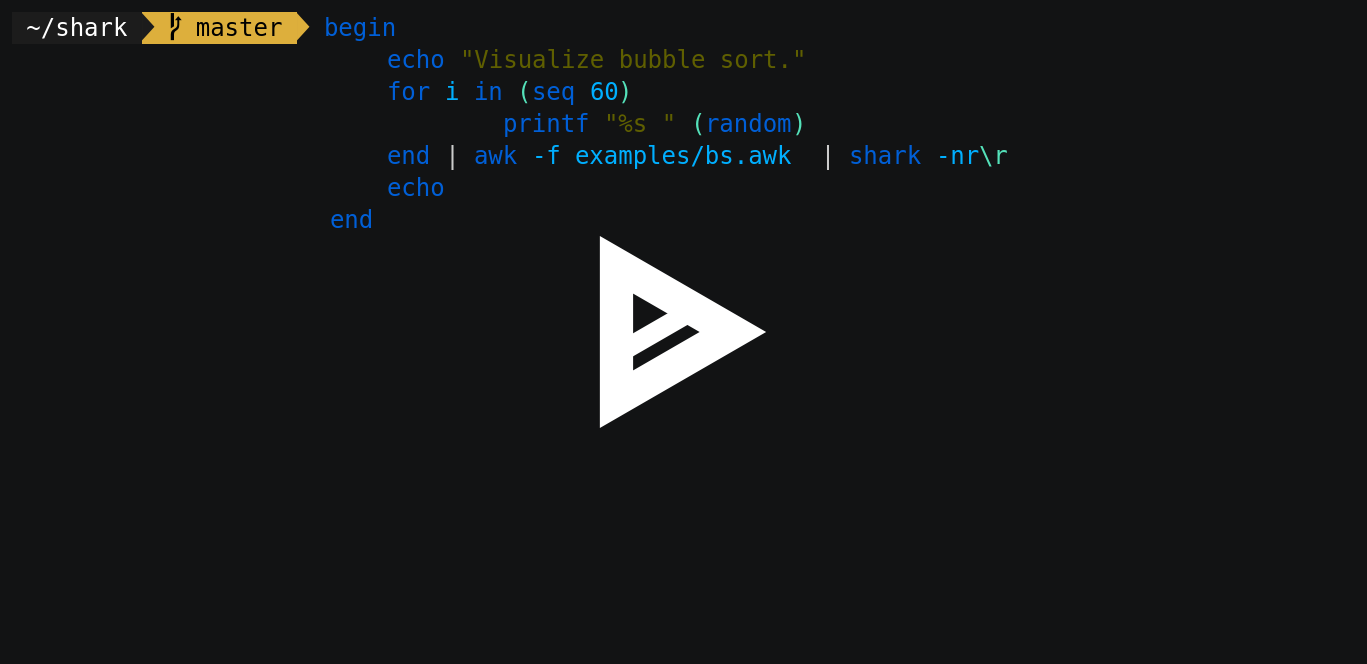 ~/shark master begin
echo "Visualize bubble sort."
for i in (seq 60)
printf "%s " (random)
end | awk -f examples/bs.awk  | shark -nr\r
echo
end